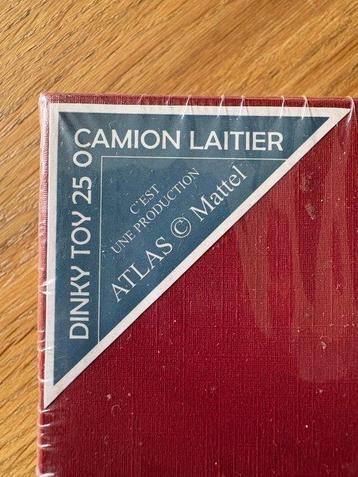 DINKY TOY 25 O
CAMION LAITIER
C'EST
UNE PRODUCTION
ATLAS © Mattel